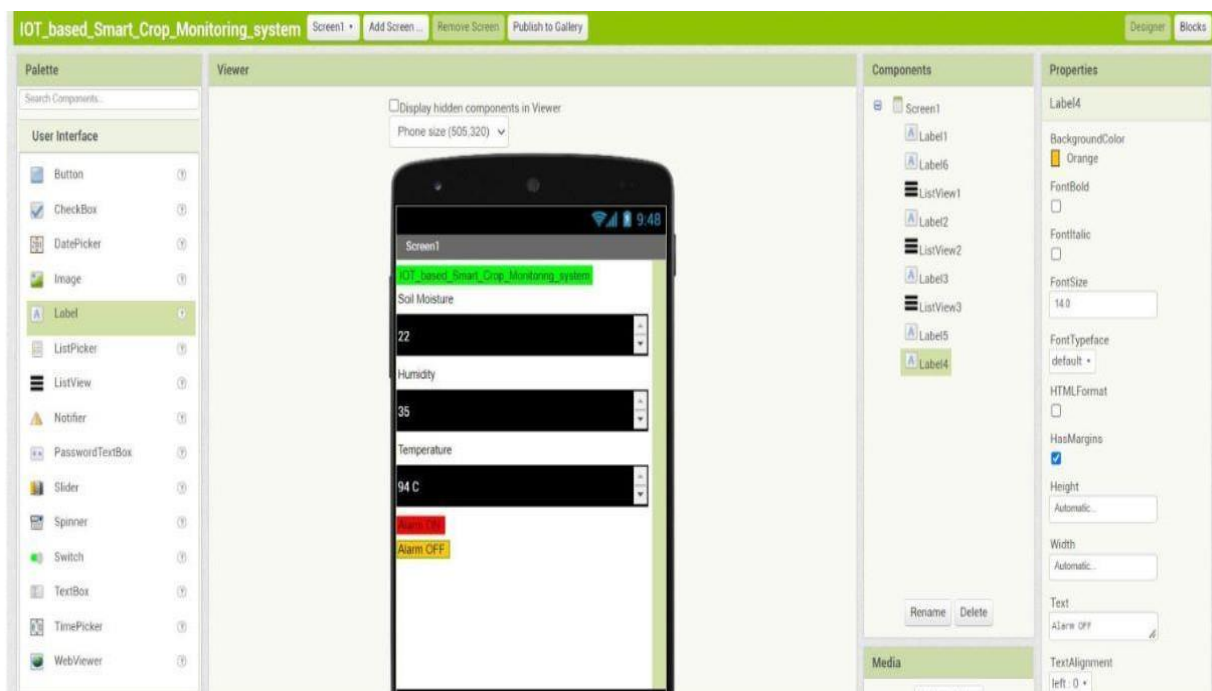 IOT_based_Smart_Crop_Monitoring_system Screen1 Add Screen ... Remove Screen Publish to Gallery Designer Blocks
Palette
Search Components...
User Interface
Button
CheckBox
DatePicker
Image
Label
ListPicker
ListView
Notifier
PasswordTextBox
Slider
Spinner
Switch
TextBox
TimePicker
WebViewer
Viewer
Display hidden components in Viewer
Phone size (505,320)
9:48
Screen1
IOT_based_Smart_Crop_Monitoring_system
Soil Moisture
22
Humidity
35
Temperature
94 C
Alarm ON
Alarm OFF
Components
Screen1
Label1
Label6
ListView1
Label2
ListView2
Label3
ListView3
Label5
Label4
Rename Delete
Media
Properties
Label4
BackgroundColor
Orange
FontBold
FontItalic
FontSize
14.0
FontTypeface
default
HTMLFormat
HasMargins
Height
Automatic...
Width
Automatic...
Text
Alarm OFF
TextAlignment
left : 0